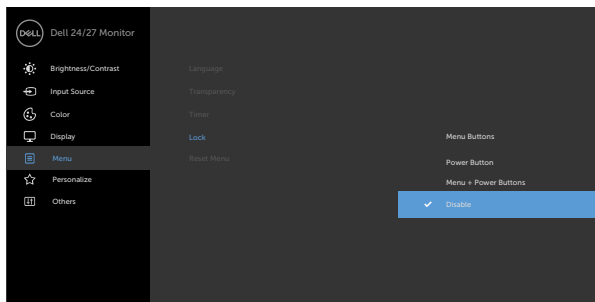 DELL
Dell 24/27 Monitor
Brightness/Contrast
Input Source
Color
Display
Menu
Personalize
Others
Language
Transparency
Timer
Lock
Reset Menu
Menu Buttons
Power Button
Menu + Power Buttons
Disable